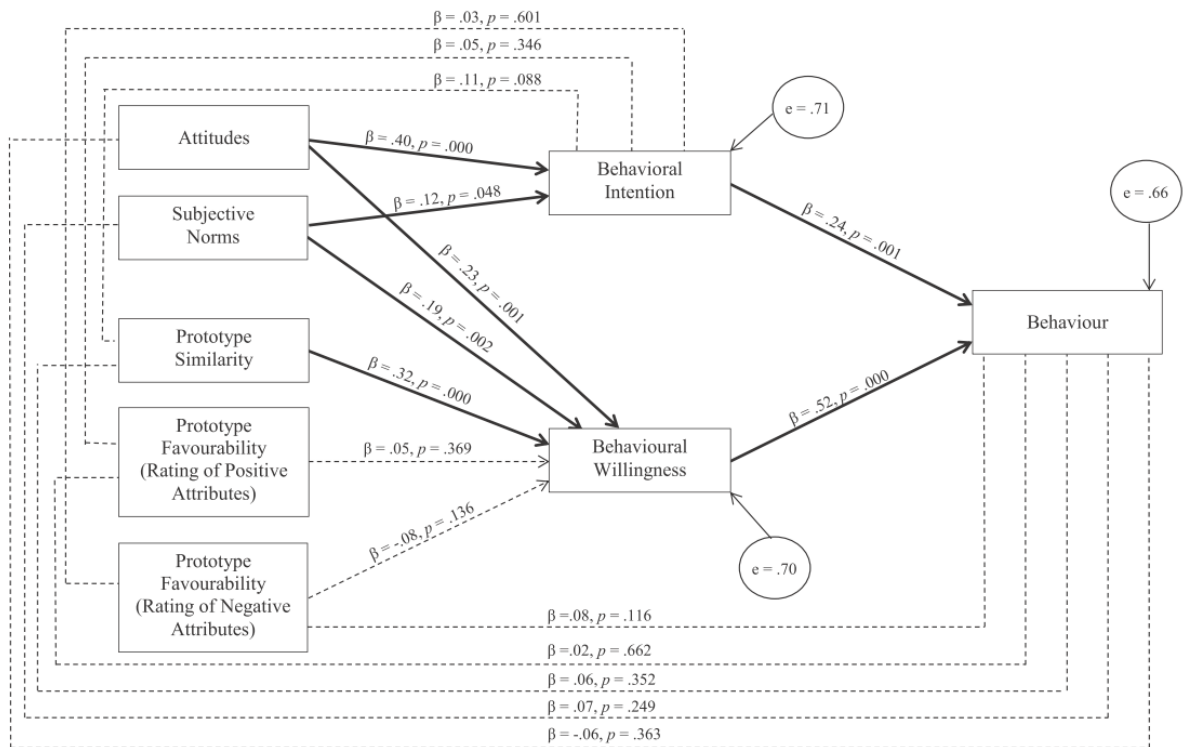 β = .03, p = .601
β = .05, p = .346
β = .11, p = .088
e = .71
Attitudes
β = .40, p = .000
Behavioral
Intention
e = .66
β = .12, p = .048
Subjective
Norms
β = .24, p = .001
β = .23, p = .001
β = .19, p = .002
Behaviour
Prototype
Similarity
β = .32, p = .000
β = .52, p = .000
Prototype
Favourability
(Rating of Positive
Attributes)
β = .05, p = .369
Behavioural
Willingness
β = -.08, p = .136
e = .70
Prototype
Favourability
(Rating of Negative
Attributes)
β =.08, p = .116
β =.02, p = .662
β = .06, p = .352
β = .07, p = .249
β = -.06, p = .363